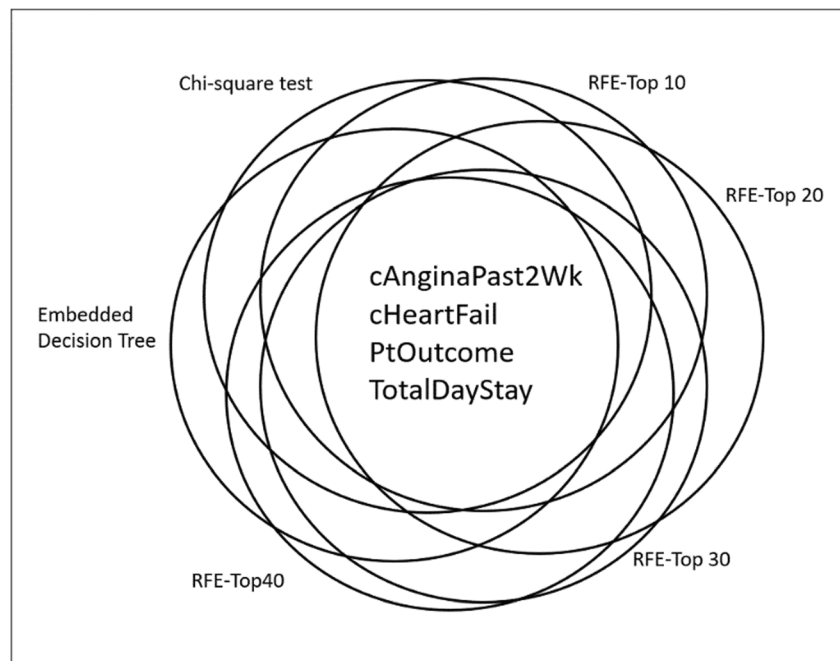 Chi-square test
RFE-Top 10
RFE-Top 20
cAnginaPast2Wk
cHeartFail
PtOutcome
TotalDayStay
Embedded
Decision Tree
RFE-Top 30
RFE-Top40